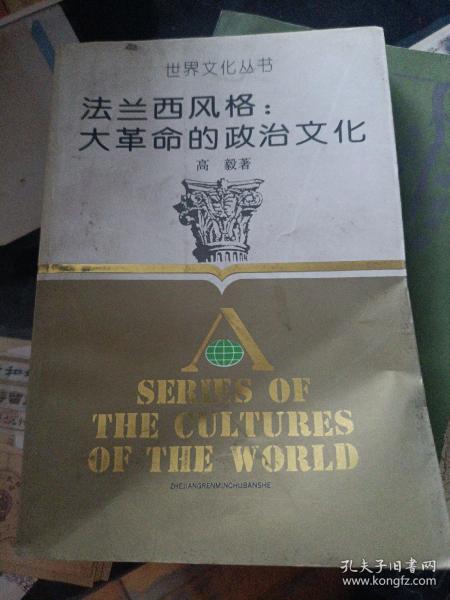 世界文化丛书
法兰西风格：
大革命的政治文化
高 毅著
A
SERIES OF
THE CULTURES
OF THE WORLD
ZHEJIANGRENMINCHUBANSHE
孔夫子旧书网
www.kongfz.com